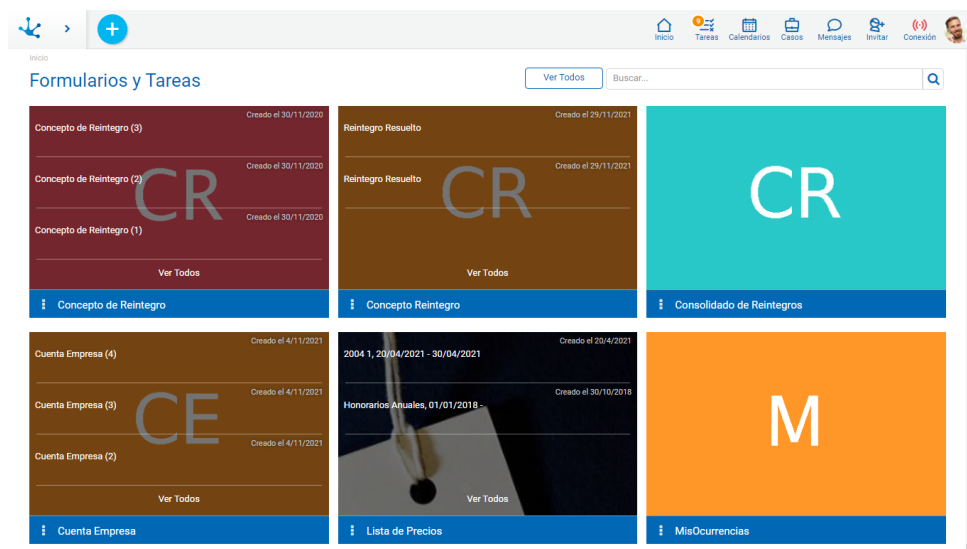 9
Inicio
Tareas
Calendarios
Casos
Mensajes
Invitar
Conexión
Inicio
Formularios y Tareas
Ver Todos
Buscar...
Creado el 30/11/2020
Concepto de Reintegro (3)
Creado el 30/11/2020
Concepto de Reintegro (2)
CR
Creado el 30/11/2020
Concepto de Reintegro (1)
Ver Todos
Concepto de Reintegro
Creado el 29/11/2021
Reintegro Resuelto
Creado el 29/11/2021
Reintegro Resuelto
CR
Ver Todos
Concepto Reintegro
CR
Consolidado de Reintegros
Creado el 4/11/2021
Cuenta Empresa (4)
Creado el 4/11/2021
Cuenta Empresa (3)
CE
Creado el 4/11/2021
Cuenta Empresa (2)
Ver Todos
Cuenta Empresa
Creado el 20/4/2021
2004 1, 20/04/2021 - 30/04/2021
Creado el 30/10/2018
Honorarios Anuales, 01/01/2018 -
Ver Todos
Lista de Precios
M
MisOcurrencias